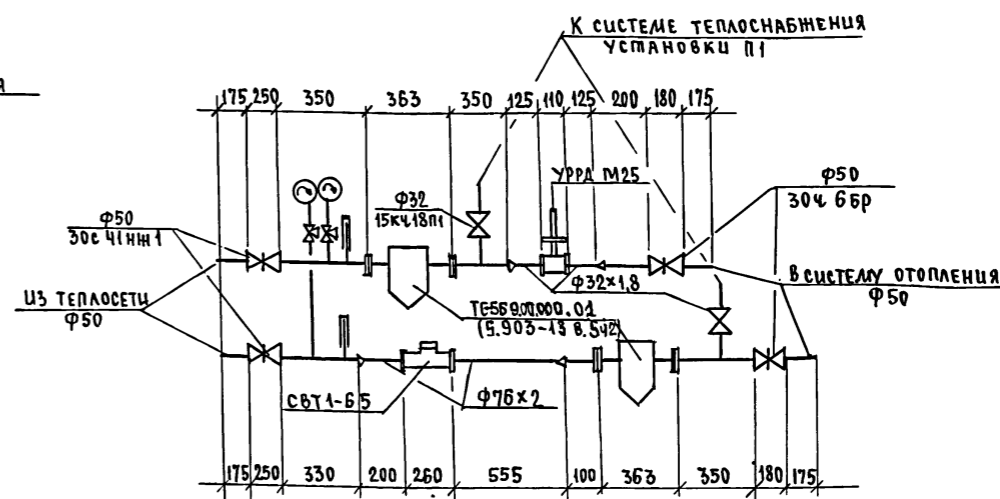 К СИСТЕМЕ ТЕПЛОСНАБЖЕНИЯ
УСТАНОВКИ П1
175 250 350 363 350 125 110 125 200 180 175
УРРД М25
ф50
30ч 6бр
ф32
15кч18п1
ф50
30с 41нж1
ф32×1,8
В СИСТЕМУ ОТОПЛЕНИЯ
ф50
ИЗ ТЕПЛОСЕТИ
ф50
ТС-569.00.000.01
(5.903-13 в.5ч2)
СВТ1-65
ф76×2
175 250 330 200 260 555 100 363 350 180 175